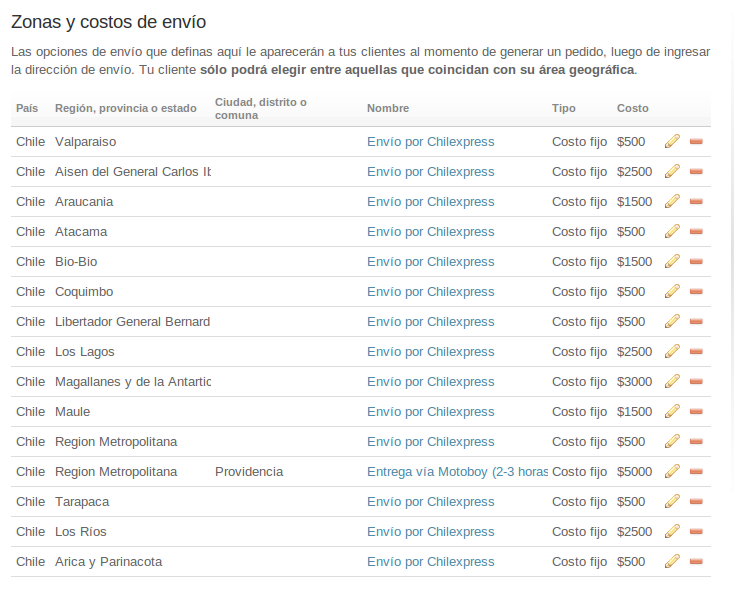 Zonas y costos de envío
Las opciones de envío que definas aquí le aparecerán a tus clientes al momento de generar un pedido, luego de ingresar
la dirección de envío. Tu cliente sólo podrá elegir entre aquellas que coincidan con su área geográfica.
País Región, provincia o estado Ciudad, distrito o comuna Nombre Tipo Costo
Chile Valparaiso Envío por Chilexpress Costo fijo $500
Chile Aisen del General Carlos Ib Envío por Chilexpress Costo fijo $2500
Chile Araucania Envío por Chilexpress Costo fijo $1500
Chile Atacama Envío por Chilexpress Costo fijo $500
Chile Bio-Bio Envío por Chilexpress Costo fijo $1500
Chile Coquimbo Envío por Chilexpress Costo fijo $500
Chile Libertador General Bernard Envío por Chilexpress Costo fijo $500
Chile Los Lagos Envío por Chilexpress Costo fijo $2500
Chile Magallanes y de la Antartic Envío por Chilexpress Costo fijo $3000
Chile Maule Envío por Chilexpress Costo fijo $1500
Chile Region Metropolitana Envío por Chilexpress Costo fijo $500
Chile Region Metropolitana Providencia Entrega vía Motoboy (2-3 horas Costo fijo $5000
Chile Tarapaca Envío por Chilexpress Costo fijo $500
Chile Los Ríos Envío por Chilexpress Costo fijo $2500
Chile Arica y Parinacota Envío por Chilexpress Costo fijo $500